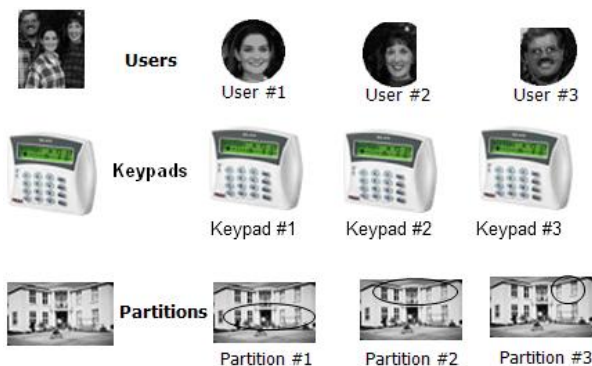 Users
User #1
User #2
User #3
Keypads
Keypad #1
Keypad #2
Keypad #3
Partitions
Partition #1
Partition #2
Partition #3